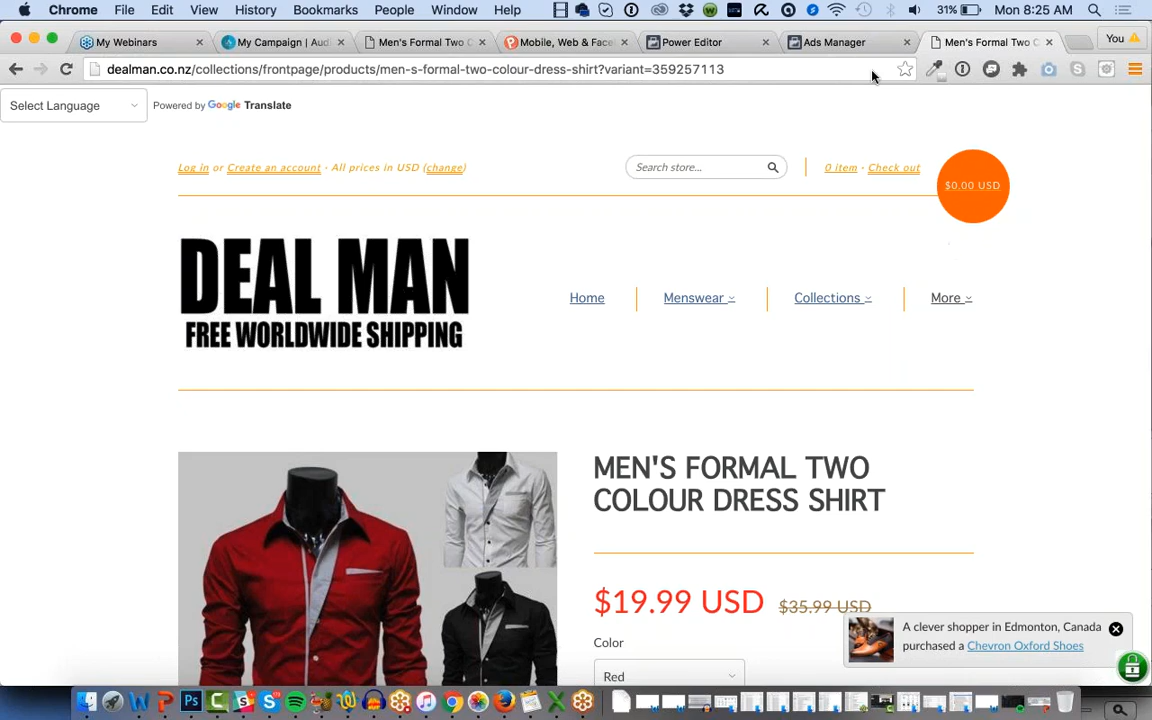 Chrome File Edit View History Bookmarks People Window Help 31% Mon 8:25 AM
My Webinars My Campaign | Audi Men's Formal Two C Mobile, Web & Face Power Editor Ads Manager Men's Formal Two C You
dealman.co.nz/collections/frontpage/products/men-s-formal-two-colour-dress-shirt?variant=359257113
Select Language Powered by Google Translate
Log in or Create an account · All prices in USD (change) Search store... 0 item · Check out $0.00 USD
DEAL MAN
FREE WORLDWIDE SHIPPING
Home Menswear Collections More
MEN'S FORMAL TWO
COLOUR DRESS SHIRT
$19.99 USD $35.99 USD
Color
Red
A clever shopper in Edmonton, Canada
purchased a Chevron Oxford Shoes